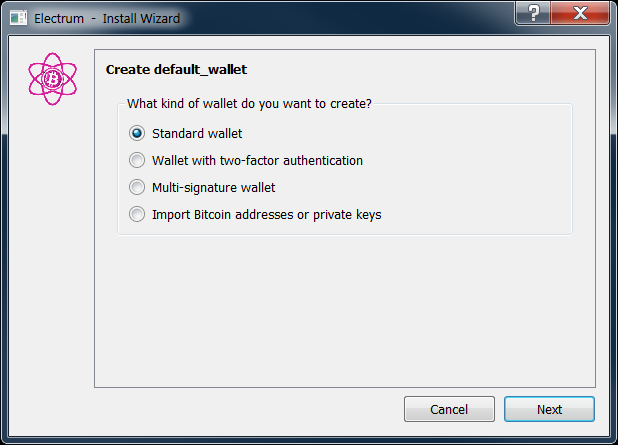 Electrum - Install Wizard
Create default_wallet
What kind of wallet do you want to create?
Standard wallet
Wallet with two-factor authentication
Multi-signature wallet
Import Bitcoin addresses or private keys
Cancel
Next